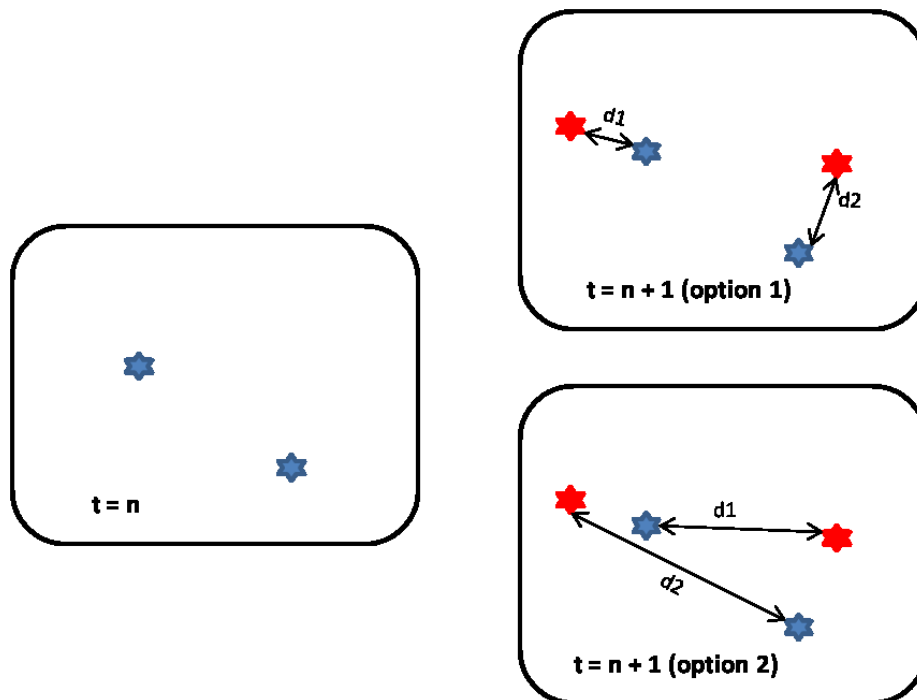 t = n
d1
d2
t = n + 1 (option 1)
d1
d2
t = n + 1 (option 2)